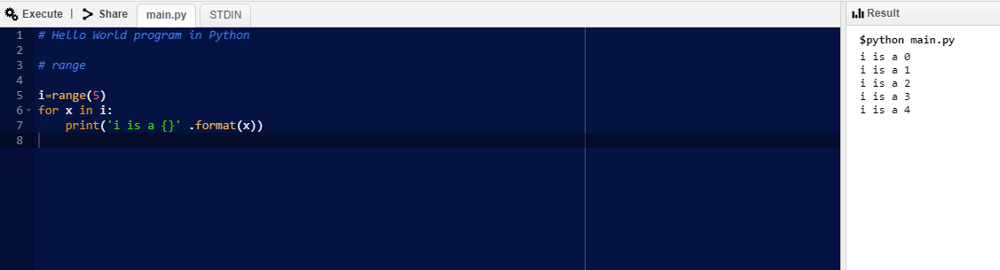 Execute | Share main.py STDIN
1 # Hello World program in Python
2
3 # range
4
5 i=range(5)
6 for x in i:
7     print('i is a {}' .format(x))
8
Result
$python main.py
i is a 0
i is a 1
i is a 2
i is a 3
i is a 4